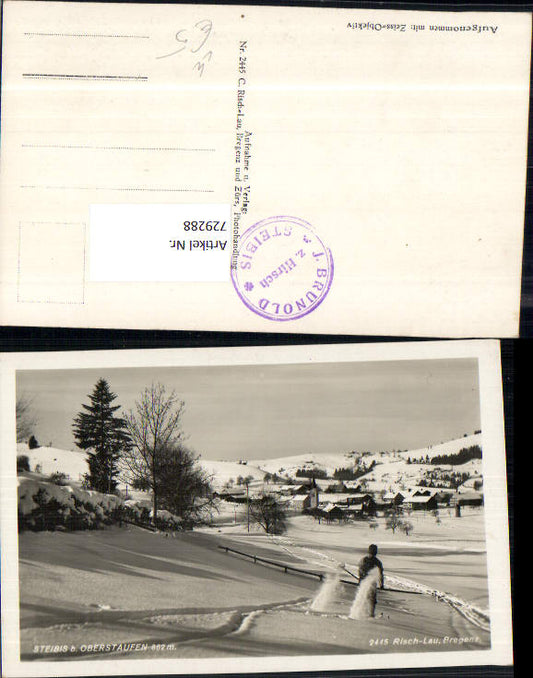 Aufgenommen mit Zeiss-Objektiv
Aufnahme u. Verlag:
Nr. 2445 C. Risch-Lau, Bregenz und Zürs, Photohandlung
J. BRUNOLD
z. Hirsch
STEIBIS
Artikel Nr.
729288
STEIBIS b. OBERSTAUFEN 862 m.
2445 Risch-Lau, Bregenz.